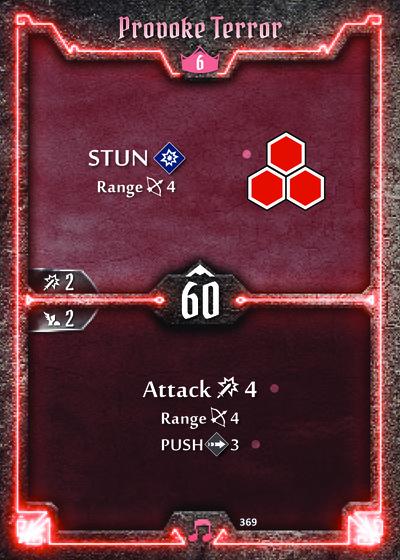 Provoke Terror
6
STUN
Range 4
2
60
2
Attack 4
Range 4
PUSH 3
369